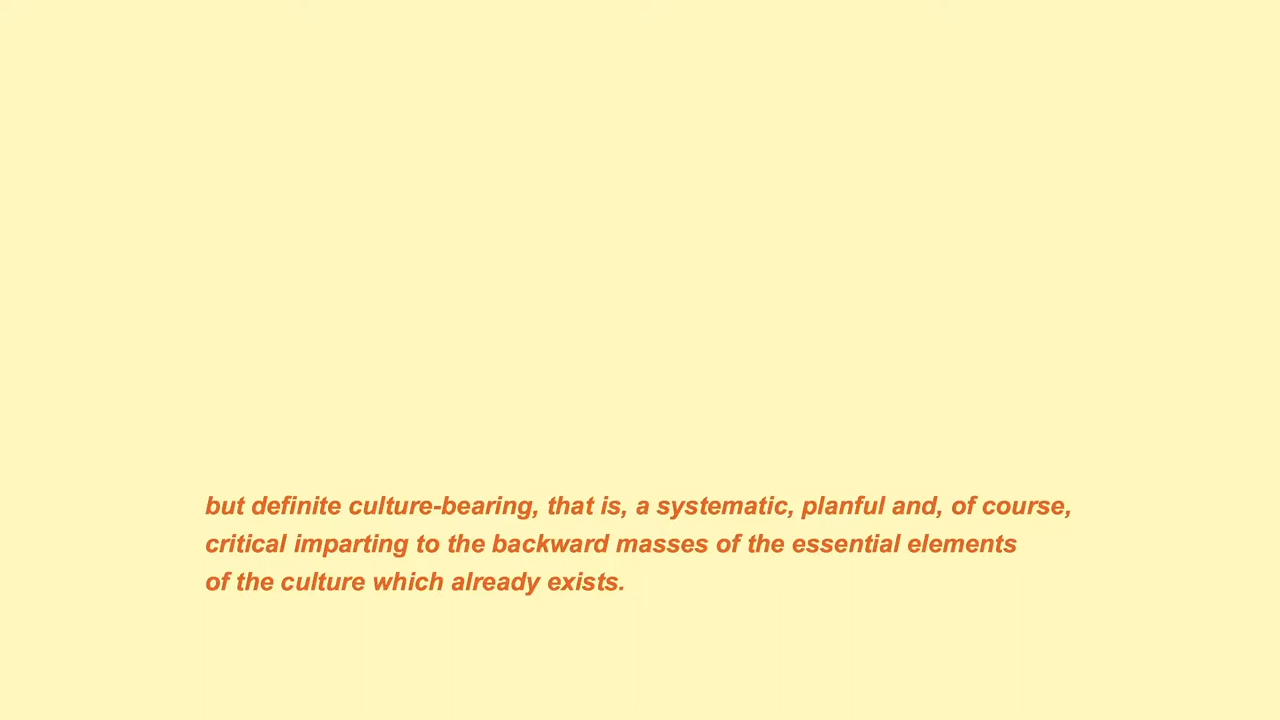 but definite culture-bearing, that is, a systematic, planful and, of course,
critical imparting to the backward masses of the essential elements
of the culture which already exists.